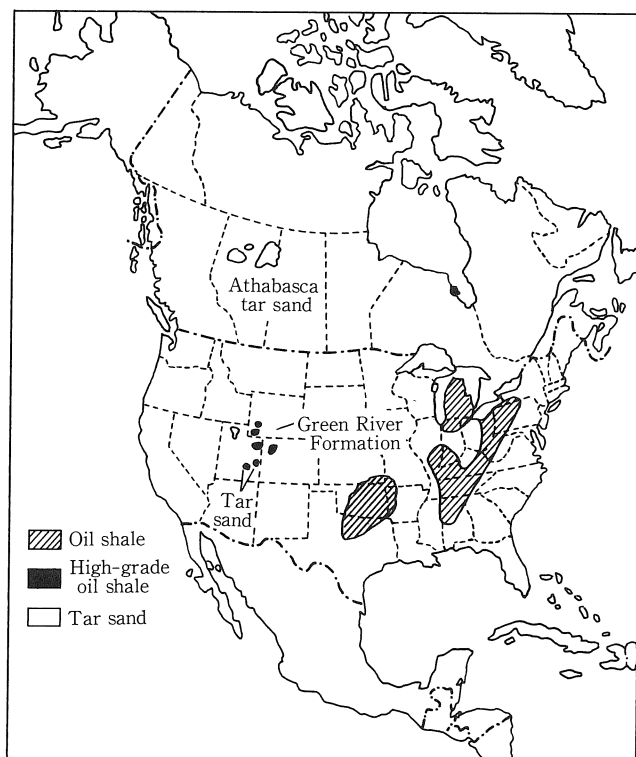 Athabasca
tar sand
Green River
Formation
Tar
sand
Oil shale
High-grade
oil shale
Tar sand